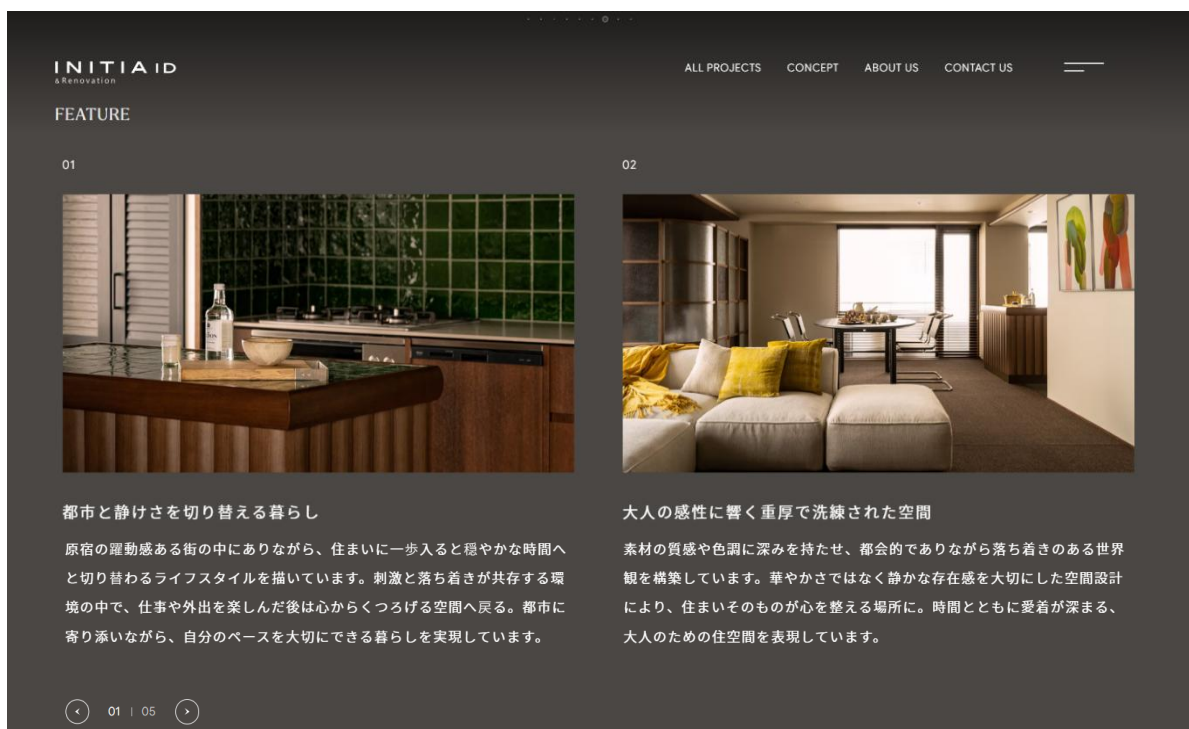 INITIA ID
& Renovation
ALL PROJECTS CONCEPT ABOUT US CONTACT US
FEATURE
01
02
都市と静けさを切り替える暮らし
原宿の躍動感ある街の中にありながら、住まいに一歩入ると穏やかな時間へ
と切り替わるライフスタイルを描いています。刺激と落ち着きが共存する環
境の中で、仕事や外出を楽しんだ後は心からくつろげる空間へ戻る。都市に
寄り添いながら、自分のペースを大切にできる暮らしを実現しています。
大人の感性に響く重厚で洗練された空間
素材の質感や色調に深みを持たせ、都会的でありながら落ち着きのある世界
観を構築しています。華やかさではなく静かな存在感を大切にした空間設計
により、住まいそのものが心を整える場所に。時間とともに愛着が深まる、
大人のための住空間を表現しています。
01 | 05